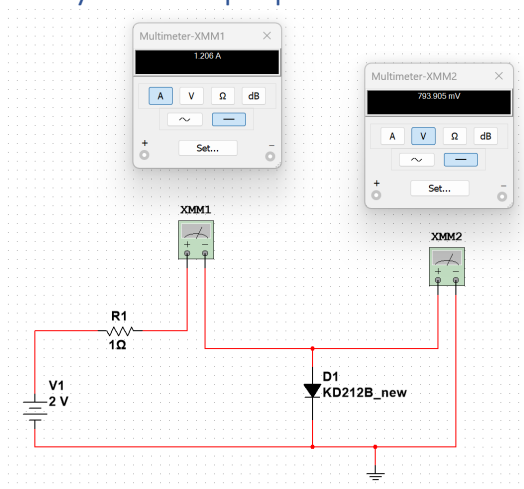 Multimeter-XMM1
1.206 A
A V Ω dB
+ Set... -
Multimeter-XMM2
793.905 mV
A V Ω dB
+ Set... -
XMM1
+ -
XMM2
+ -
R1
1Ω
V1
2 V
D1
KD212B_new